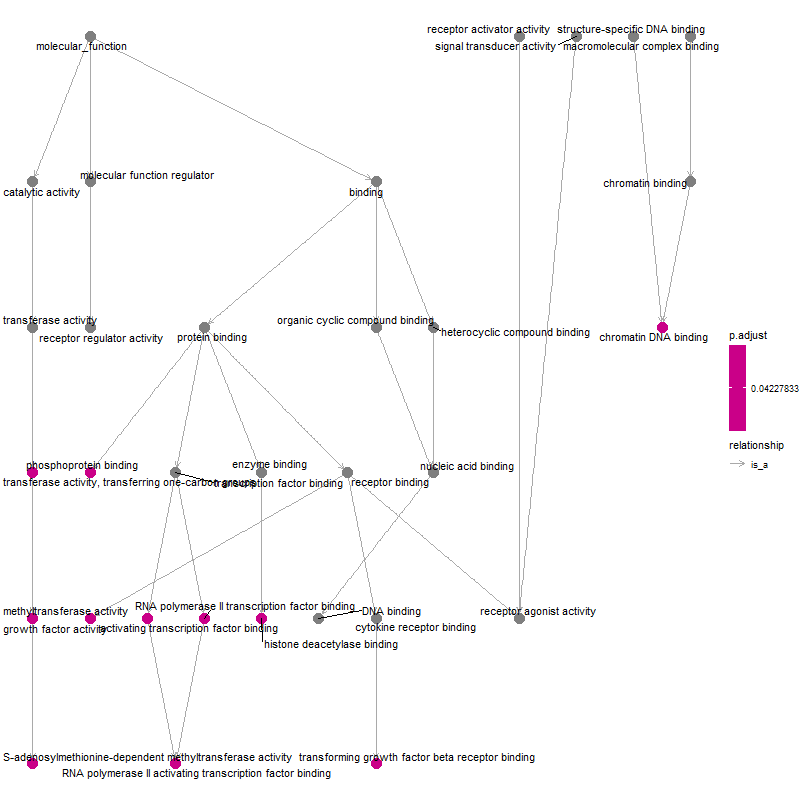 receptor activator activity
structure-specific DNA binding
molecular_function
signal transducer activity
macromolecular complex binding
molecular function regulator
catalytic activity
binding
chromatin binding
transferase activity
organic cyclic compound binding
receptor regulator activity
protein binding
heterocyclic compound binding
chromatin DNA binding
p.adjust
0.04227833
relationship
is_a
phosphoprotein binding
enzyme binding
nucleic acid binding
transferase activity, transferring one-carbon groups
transcription factor binding
receptor binding
methyltransferase activity
RNA polymerase II transcription factor binding
DNA binding
receptor agonist activity
growth factor activity
activating transcription factor binding
cytokine receptor binding
histone deacetylase binding
S-adenosylmethionine-dependent methyltransferase activity
transforming growth factor beta receptor binding
RNA polymerase II activating transcription factor binding